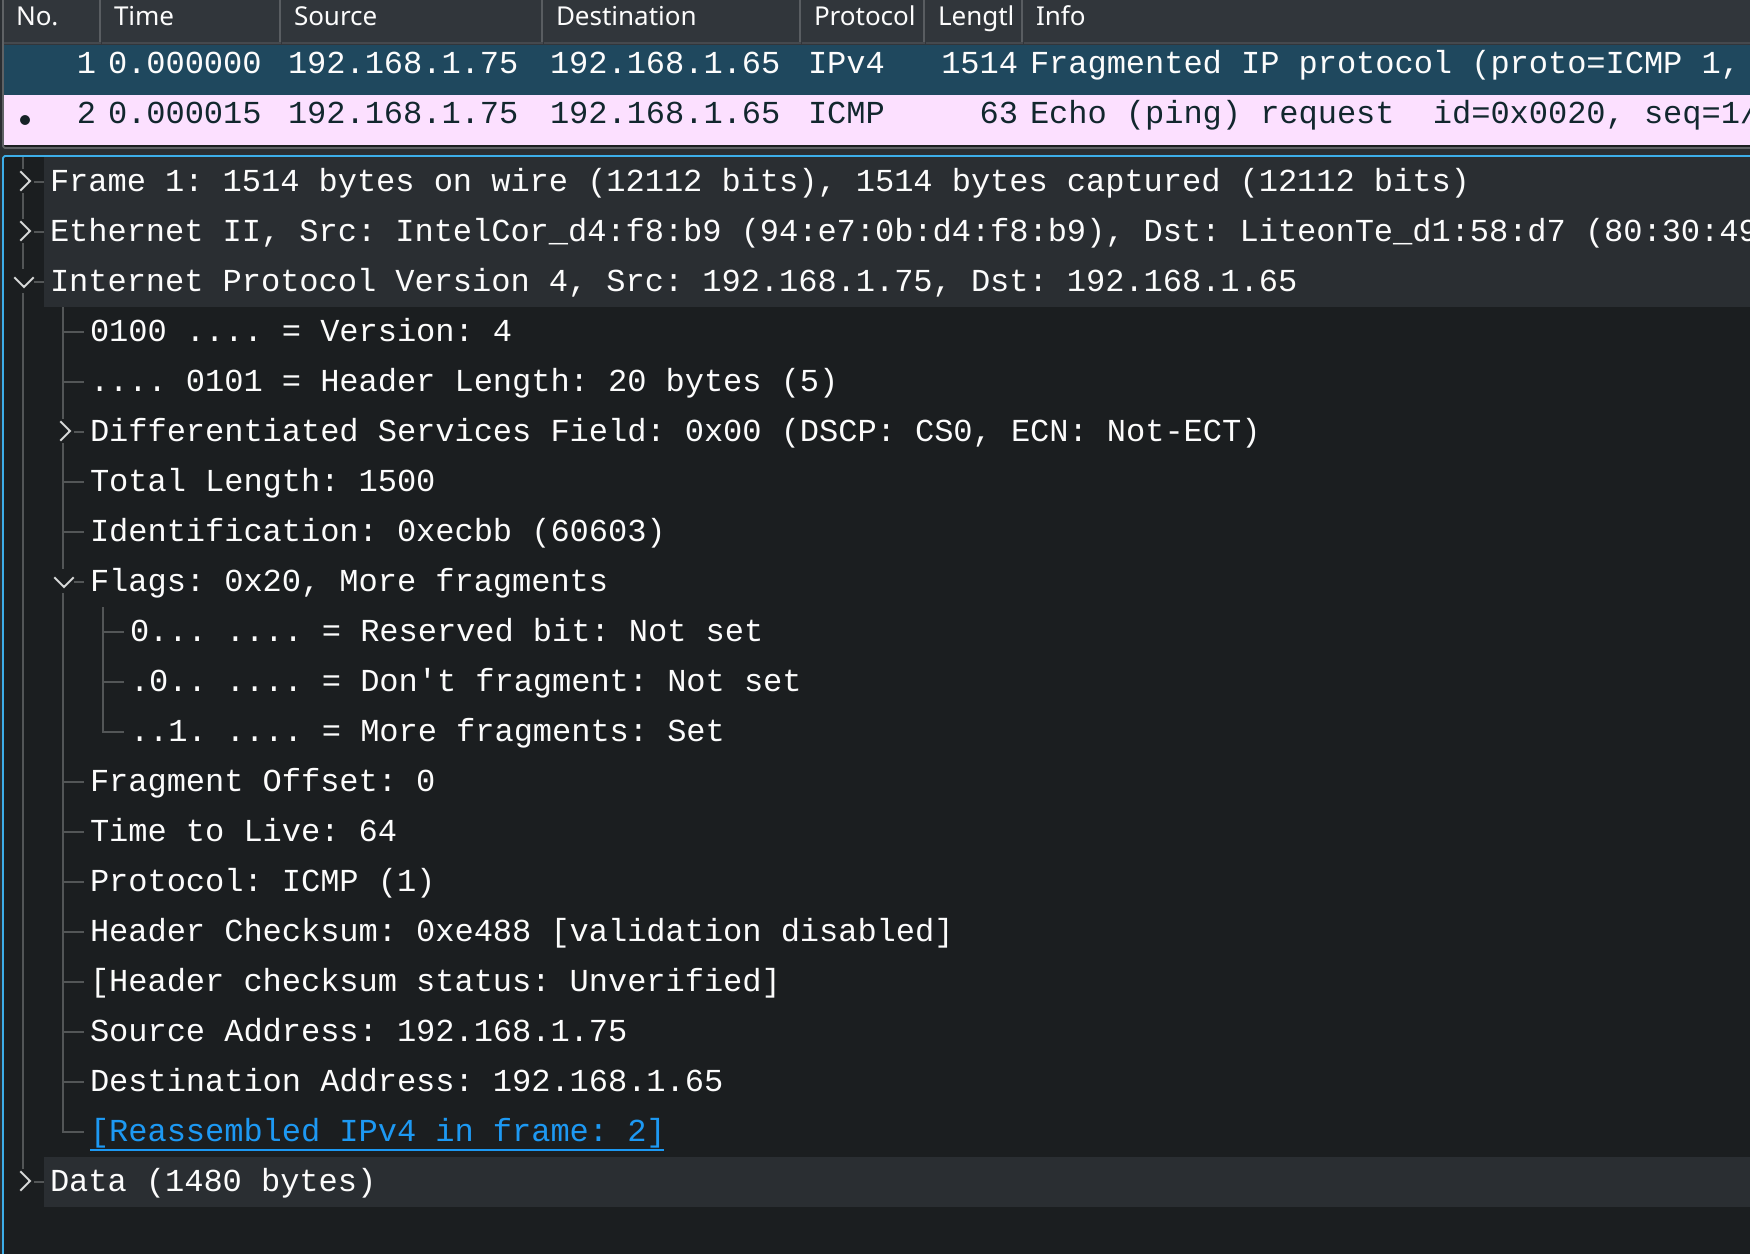 No. Time Source Destination Protocol Lengtl Info
1 0.000000 192.168.1.75 192.168.1.65 IPv4 1514 Fragmented IP protocol (proto=ICMP 1,
2 0.000015 192.168.1.75 192.168.1.65 ICMP 63 Echo (ping) request id=0x0020, seq=1/
Frame 1: 1514 bytes on wire (12112 bits), 1514 bytes captured (12112 bits)
Ethernet II, Src: IntelCor_d4:f8:b9 (94:e7:0b:d4:f8:b9), Dst: LiteonTe_d1:58:d7 (80:30:49
Internet Protocol Version 4, Src: 192.168.1.75, Dst: 192.168.1.65
0100 .... = Version: 4
.... 0101 = Header Length: 20 bytes (5)
Differentiated Services Field: 0x00 (DSCP: CS0, ECN: Not-ECT)
Total Length: 1500
Identification: 0xecbb (60603)
Flags: 0x20, More fragments
0... .... = Reserved bit: Not set
.0.. .... = Don't fragment: Not set
..1. .... = More fragments: Set
Fragment Offset: 0
Time to Live: 64
Protocol: ICMP (1)
Header Checksum: 0xe488 [validation disabled]
[Header checksum status: Unverified]
Source Address: 192.168.1.75
Destination Address: 192.168.1.65
[Reassembled IPv4 in frame: 2]
Data (1480 bytes)